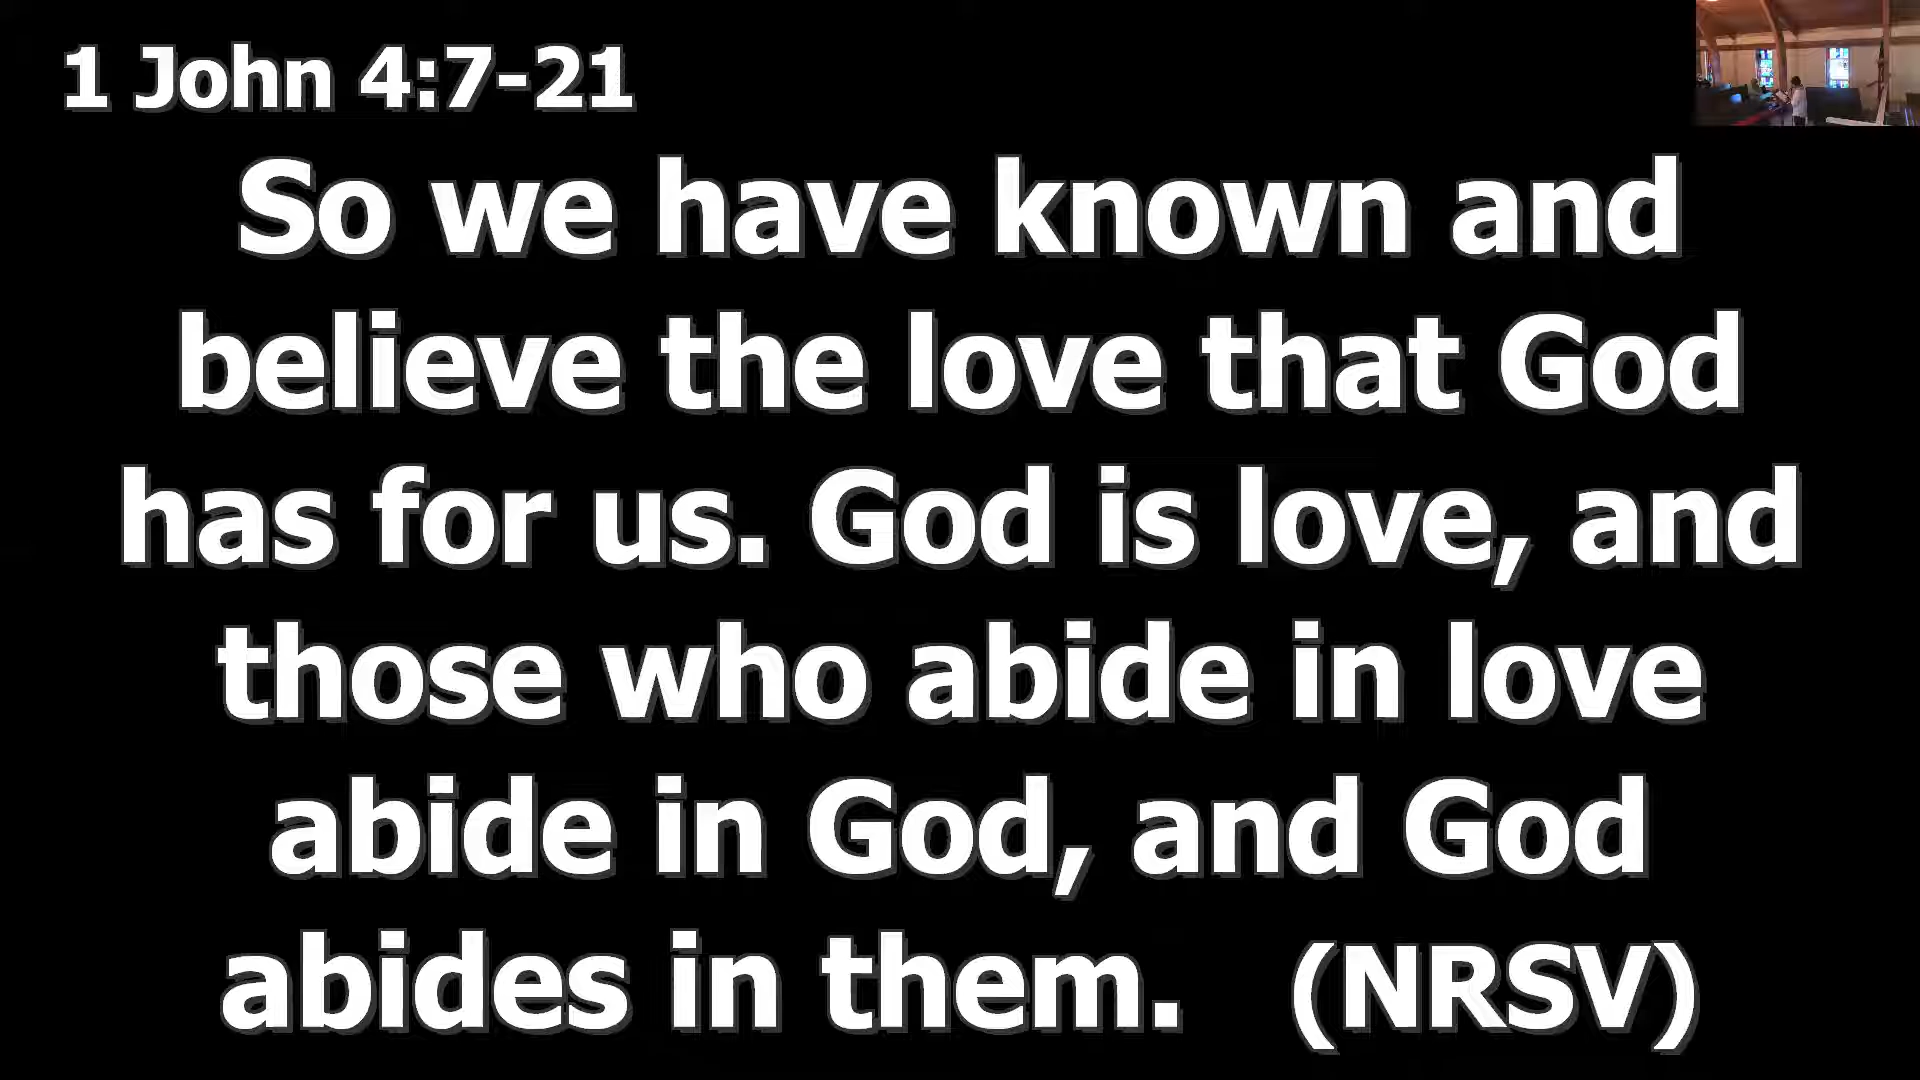 1 John 4:7-21
So we have known and
believe the love that God
has for us. God is love, and
those who abide in love
abide in God, and God
abides in them. (NRSV)